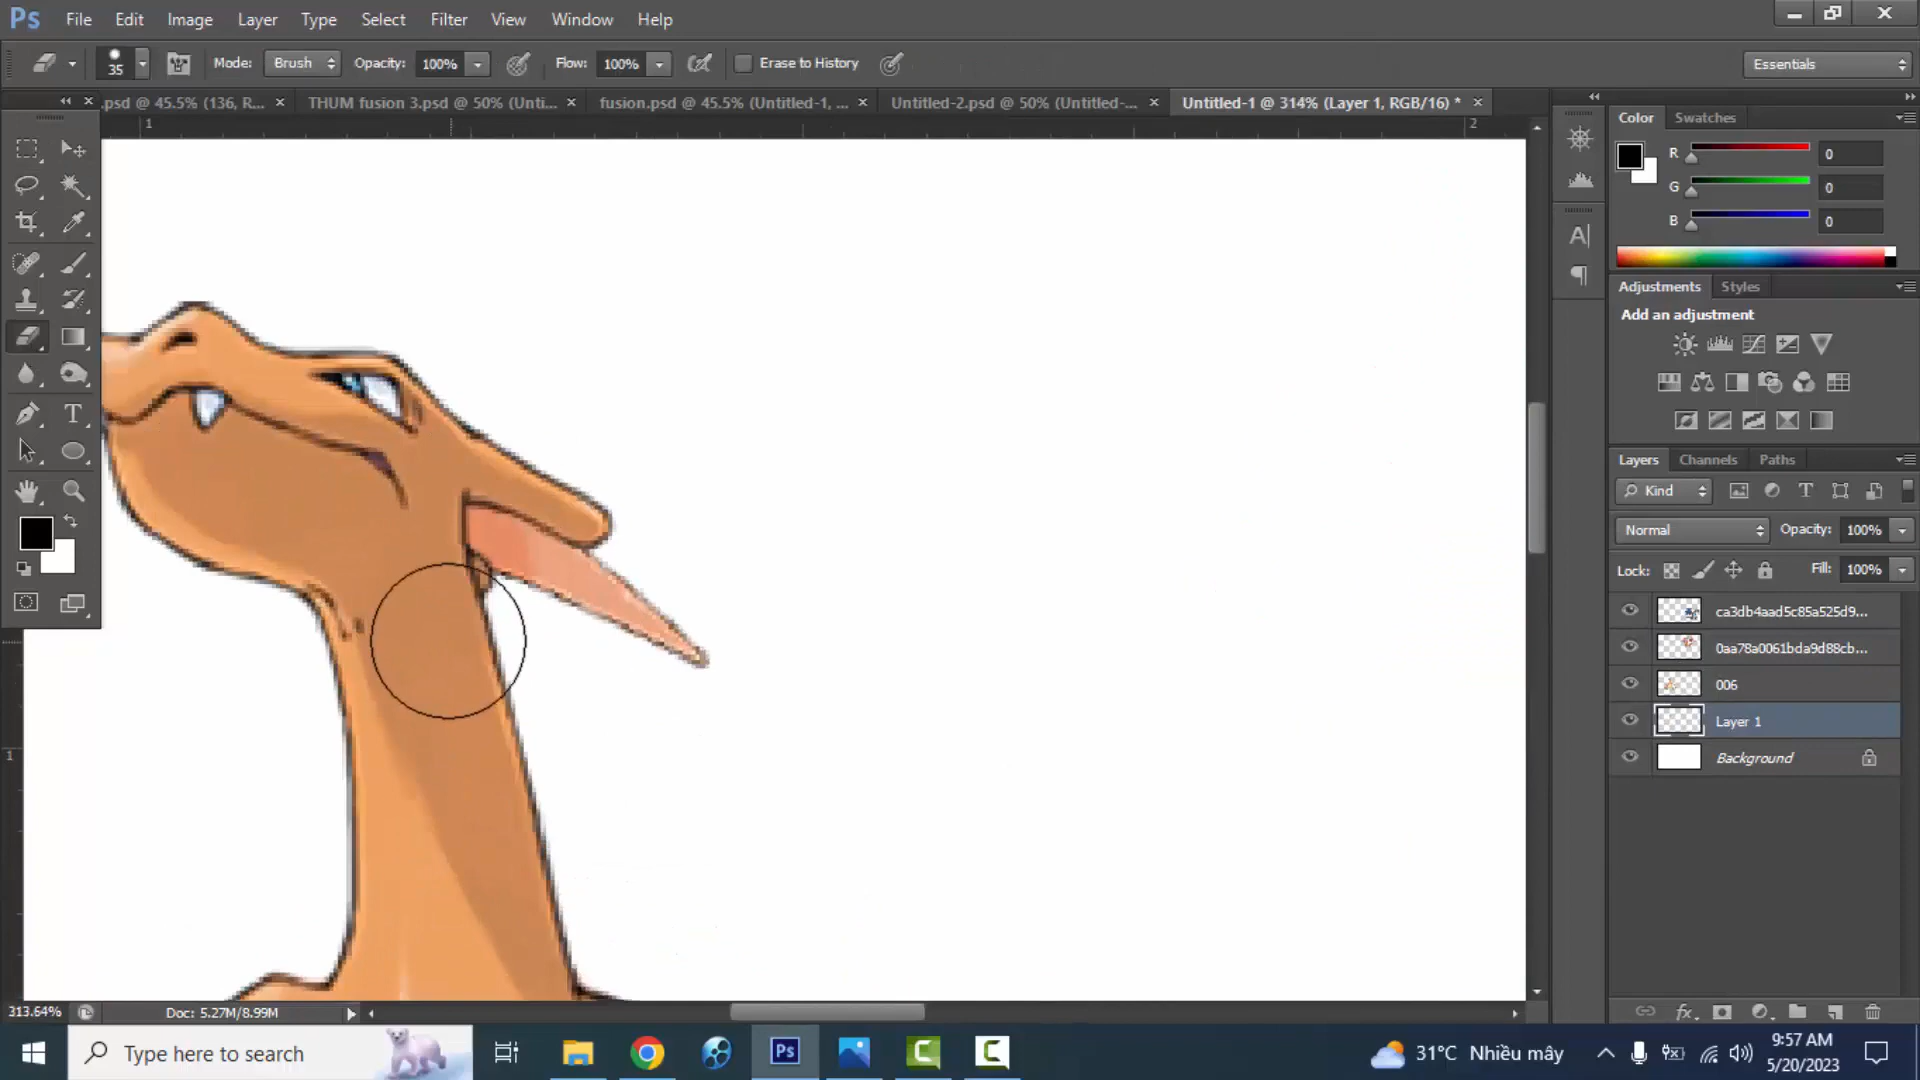 Ps File Edit Image Layer Type Select Filter View Window Help
35 Mode: Brush Opacity: 100% Flow: 100% Erase to History Essentials
.psd @ 45.5% (136, R... × THUM fusion 3.psd @ 50% (Unti... × fusion.psd @ 45.5% (Untitled-1, ... × Untitled-2.psd @ 50% (Untitled-... × Untitled-1 @ 314% (Layer 1, RGB/16) * ×
1 2
1
Color Swatches
R 0
G 0
B 0
Adjustments Styles
Add an adjustment
Layers Channels Paths
Kind
Normal Opacity: 100%
Lock: Fill: 100%
ca3db4aad5c85a525d9...
0aa78a0061bda9d88cb...
006
Layer 1
Background
313.64% Doc: 5.27M/8.99M
Type here to search
Ps
31°C Nhiều mây
9:57 AM
5/20/2023